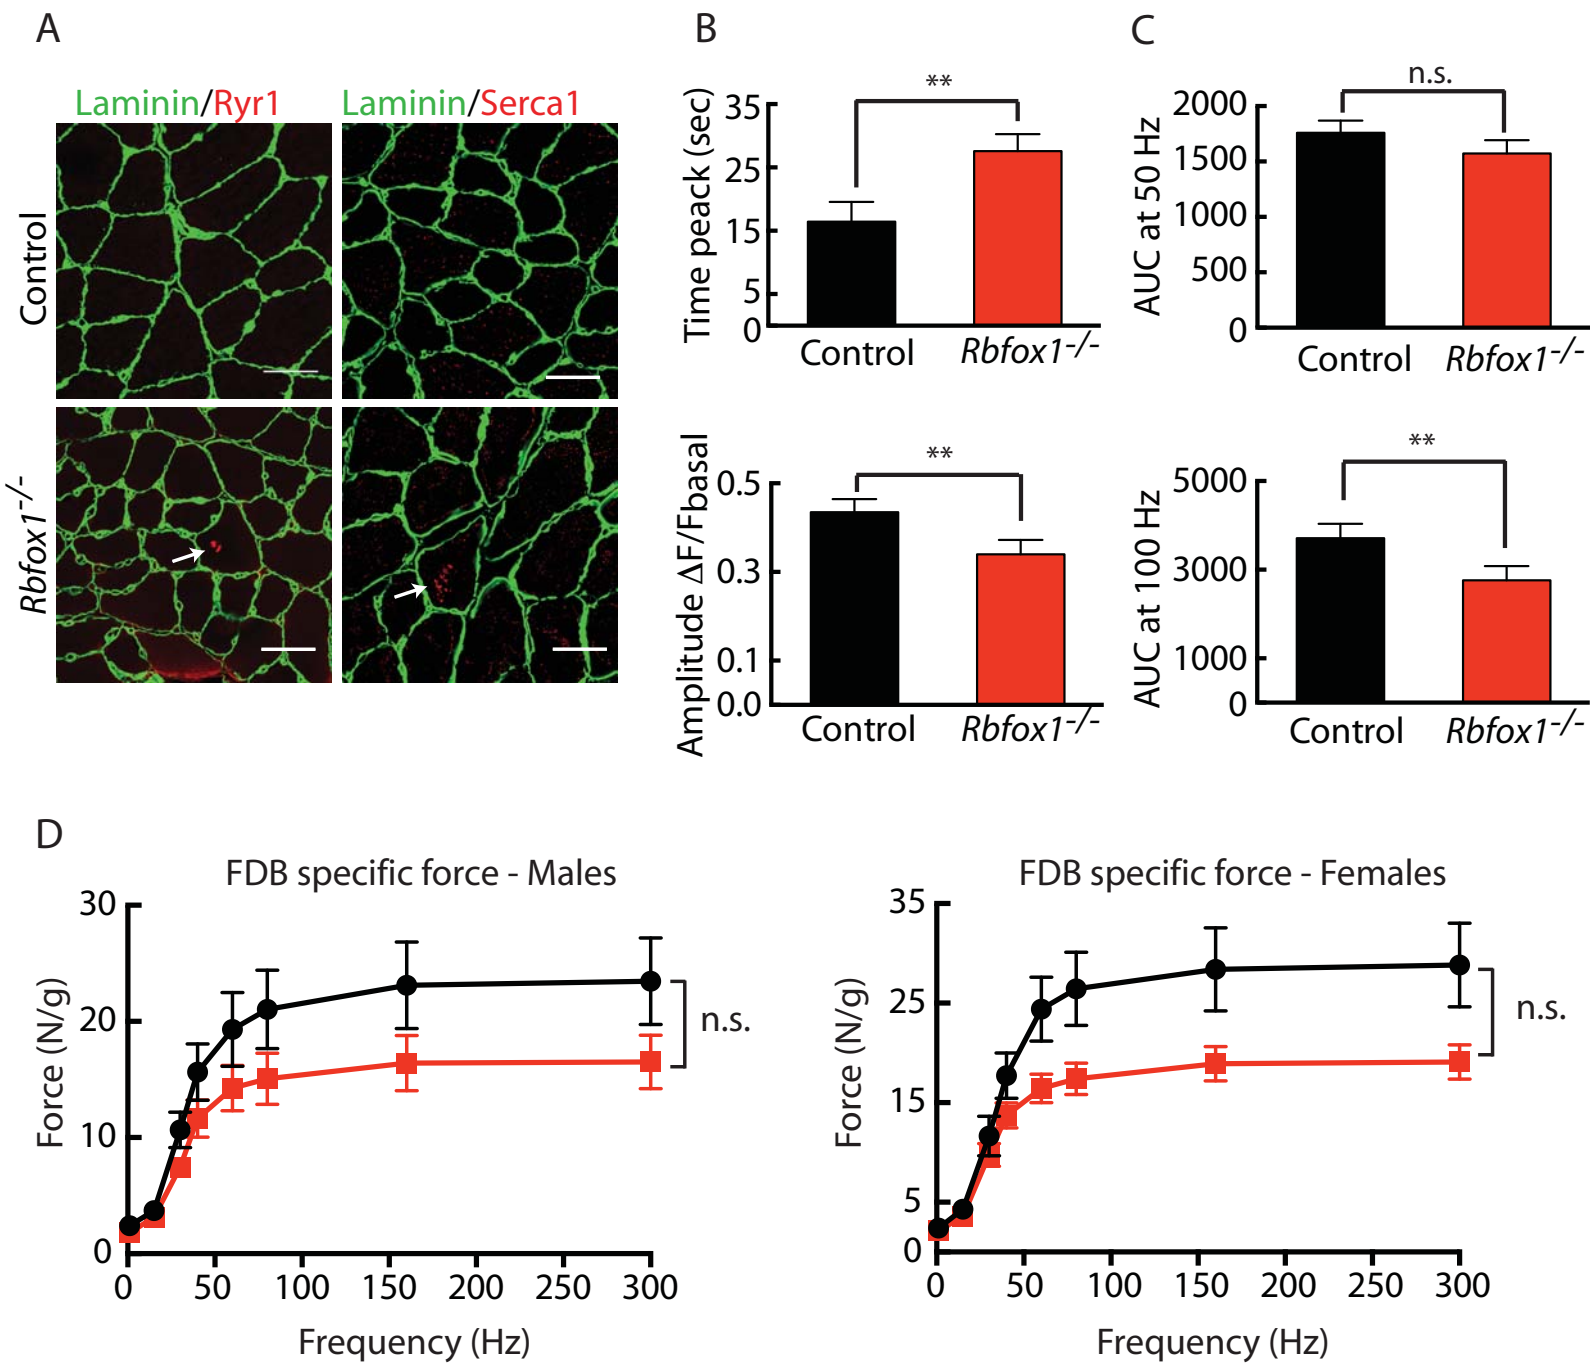 A
Laminin/Ryr1
Laminin/Serca1
Control
Rbfox1-/-
B
Time peack (sec)
35
25
15
5
0
**
Control
Rbfox1-/-
Amplitude ΔF/Fbasal
0.5
0.3
0.1
0.0
**
Control
Rbfox1-/-
C
AUC at 50 Hz
2000
1500
1000
500
0
n.s.
Control
Rbfox1-/-
AUC at 100 Hz
5000
3000
1000
0
**
Control
Rbfox1-/-
D
FDB specific force - Males
Force (N/g)
30
20
10
0
n.s.
0 50 100 150 200 250 300
Frequency (Hz)
FDB specific force - Females
Force (N/g)
35
25
15
5
0
n.s.
0 50 100 150 200 250 300
Frequency (Hz)